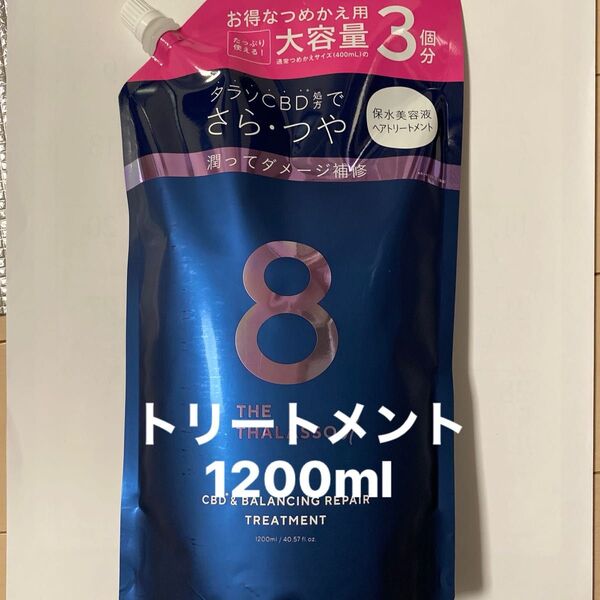 お得なつめかえ用
たっぷり
使える!
大容量
3個分
通常つめかえサイズ(400mL)の
タラソCBD処方で
さら・つや
保水美容液
ヘアトリートメント
潤ってダメージ補修
8
THE
THALASSO
トリートメント
1200ml
CBD* & BALANCING REPAIR
TREATMENT
1200ml / 40.57 fl. oz.